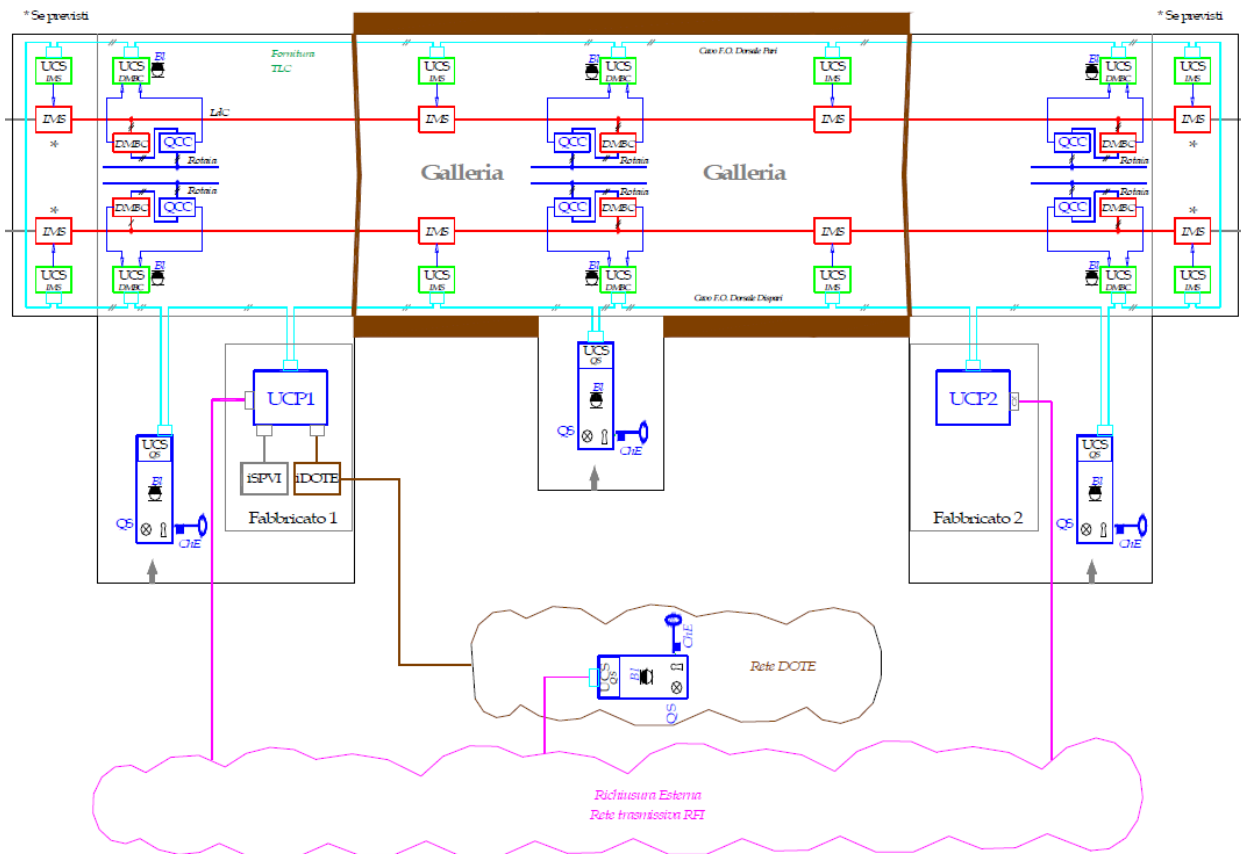 * Se previsti
* Se previsti
Fornitura
TLC
Cavo F.O. Dorsale Pari
UCS
IMS
UCS
DMBC
BI
UCS
IMS
BI
UCS
DMBC
UCS
IMS
BI
UCS
DMBC
UCS
IMS
IMS
LdC
IMS
IMS
IMS
*
*
DMBC
QCC
QCC
DMBC
QCC
DMBC
Rotaia
Rotaia
Rotaia
Galleria
Galleria
Rotaia
Rotaia
Rotaia
*
*
DMBC
QCC
QCC
DMBC
QCC
DMBC
IMS
IMS
IMS
IMS
UCS
IMS
UCS
DMBC
BI
UCS
IMS
BI
UCS
DMBC
UCS
IMS
BI
UCS
DMBC
UCS
IMS
Cavo F.O. Dorsale Dispari
UCS
QS
BI
QS
ChE
UCP1
iSPVI
iDOTE
Fabbricato 1
UCP2
Fabbricato 2
UCS
QS
BI
QS
ChE
UCS
QS
BI
QS
ChE
ChE
UCS
QS
BI
QS
Rete DOTE
Richiusura Esterna
Rete trasmissiva RFI